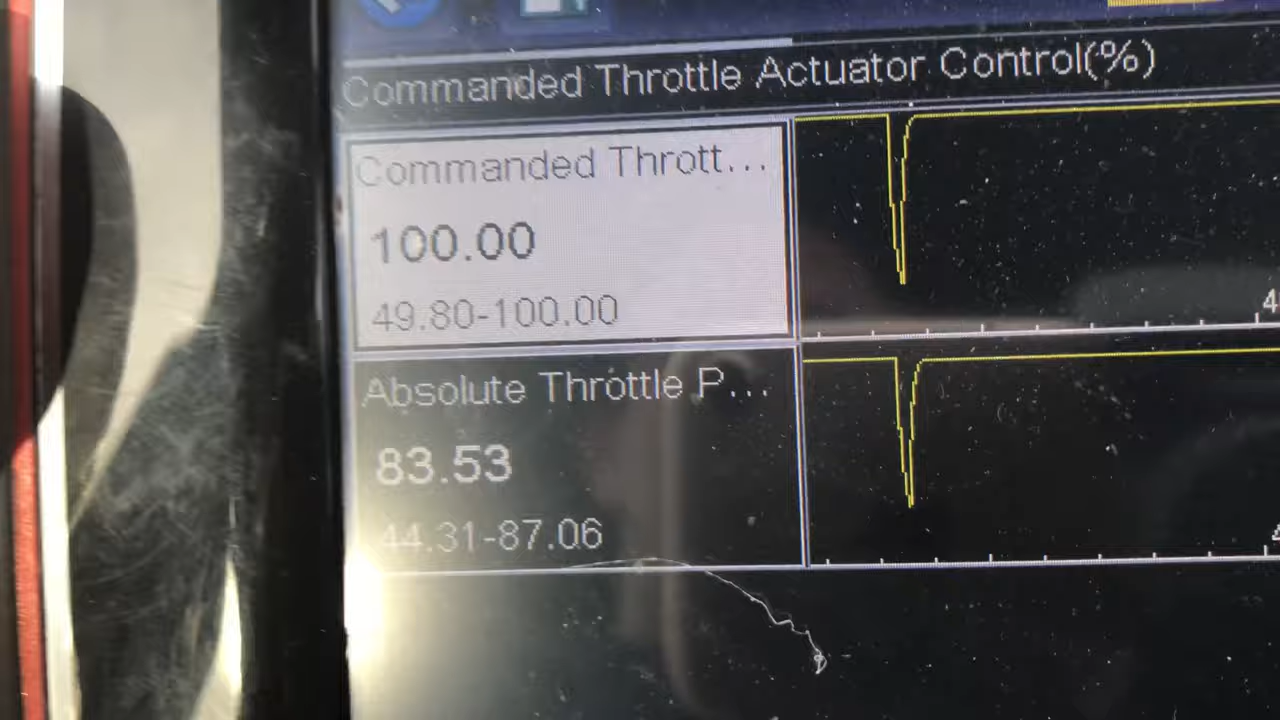 Commanded Throttle Actuator Control(%)
Commanded Thrott...
100.00
49.80-100.00
4
Absolute Throttle P...
83.53
44.31-87.06